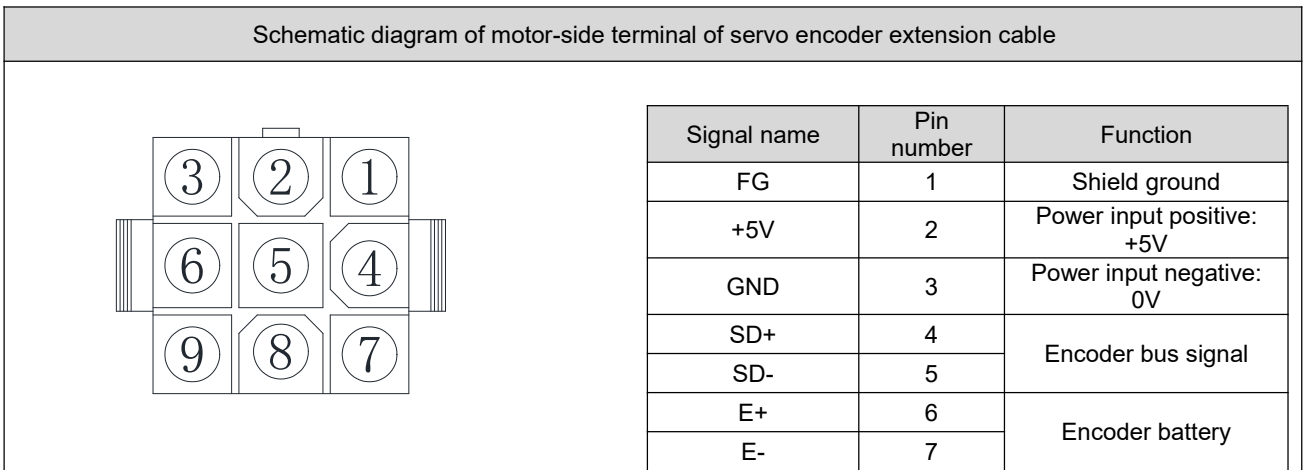 Schematic diagram of motor-side terminal of servo encoder extension cable
3 2 1
6 5 4
9 8 7
Signal name Pin number Function
FG 1 Shield ground
+5V 2 Power input positive: +5V
GND 3 Power input negative: 0V
SD+ 4 Encoder bus signal
SD- 5
E+ 6 Encoder battery
E- 7